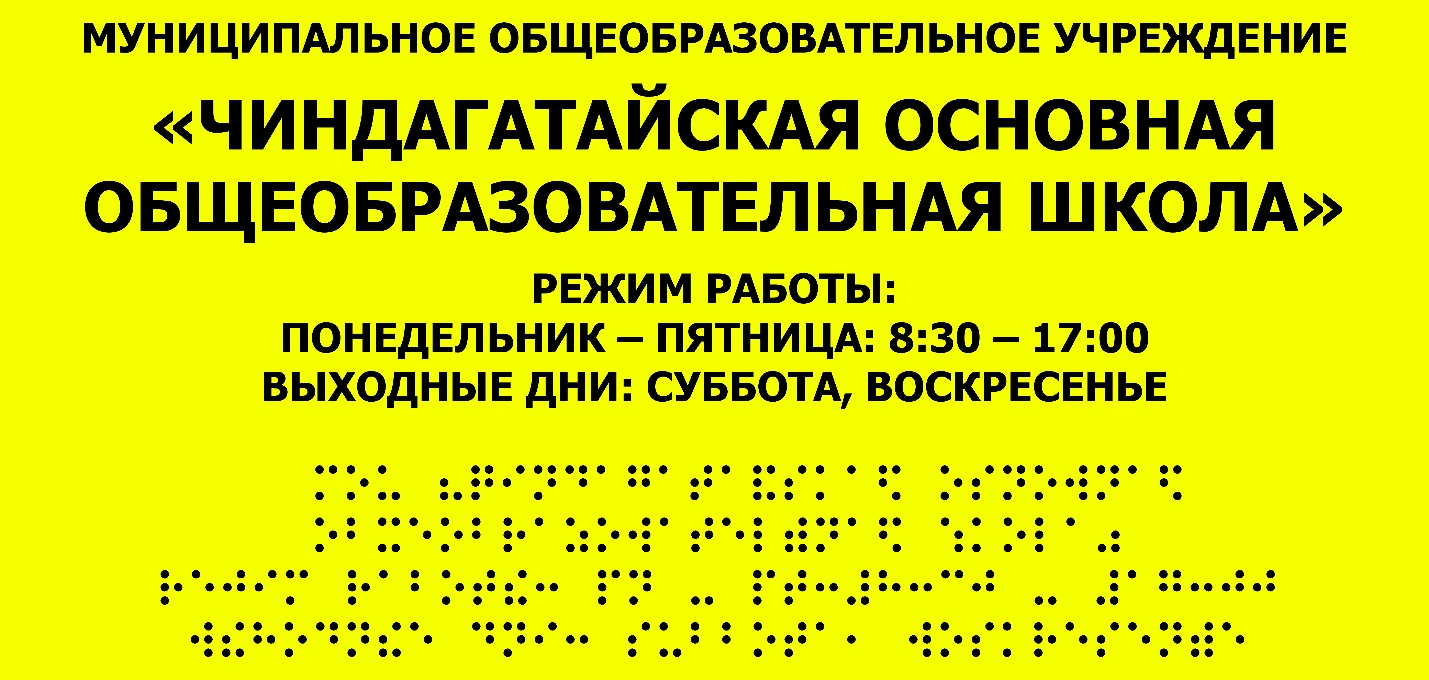 МУНИЦИПАЛЬНОЕ ОБЩЕОБРАЗОВАТЕЛЬНОЕ УЧРЕЖДЕНИЕ
«ЧИНДАГАТАЙСКАЯ ОСНОВНАЯ
ОБЩЕОБРАЗОВАТЕЛЬНАЯ ШКОЛА»
РЕЖИМ РАБОТЫ:
ПОНЕДЕЛЬНИК – ПЯТНИЦА: 8:30 – 17:00
ВЫХОДНЫЕ ДНИ: СУББОТА, ВОСКРЕСЕНЬЕ
⠍⠕⠥ ⠦⠟⠊⠝⠙⠁⠛⠁⠞⠁⠯⠎⠅⠁⠫ ⠕⠎⠝⠕⠺⠝⠁⠫
⠕⠃⠭⠑⠕⠃⠗⠁⠵⠕⠺⠁⠞⠑⠇⠾⠝⠁⠫ ⠱⠅⠕⠇⠁⠴
⠗⠑⠚⠊⠍ ⠗⠁⠃⠕⠞⠮⠒ ⠏⠝ ⠤ ⠏⠞⠒⠼⠓⠒⠉⠚ ⠤ ⠼⠁⠛⠒⠚⠚
⠺⠮⠓⠕⠙⠝⠮⠑ ⠙⠝⠊⠒ ⠎⠥⠃⠃⠕⠞⠁⠂ ⠺⠕⠎⠅⠗⠑⠎⠑⠝⠾⠑